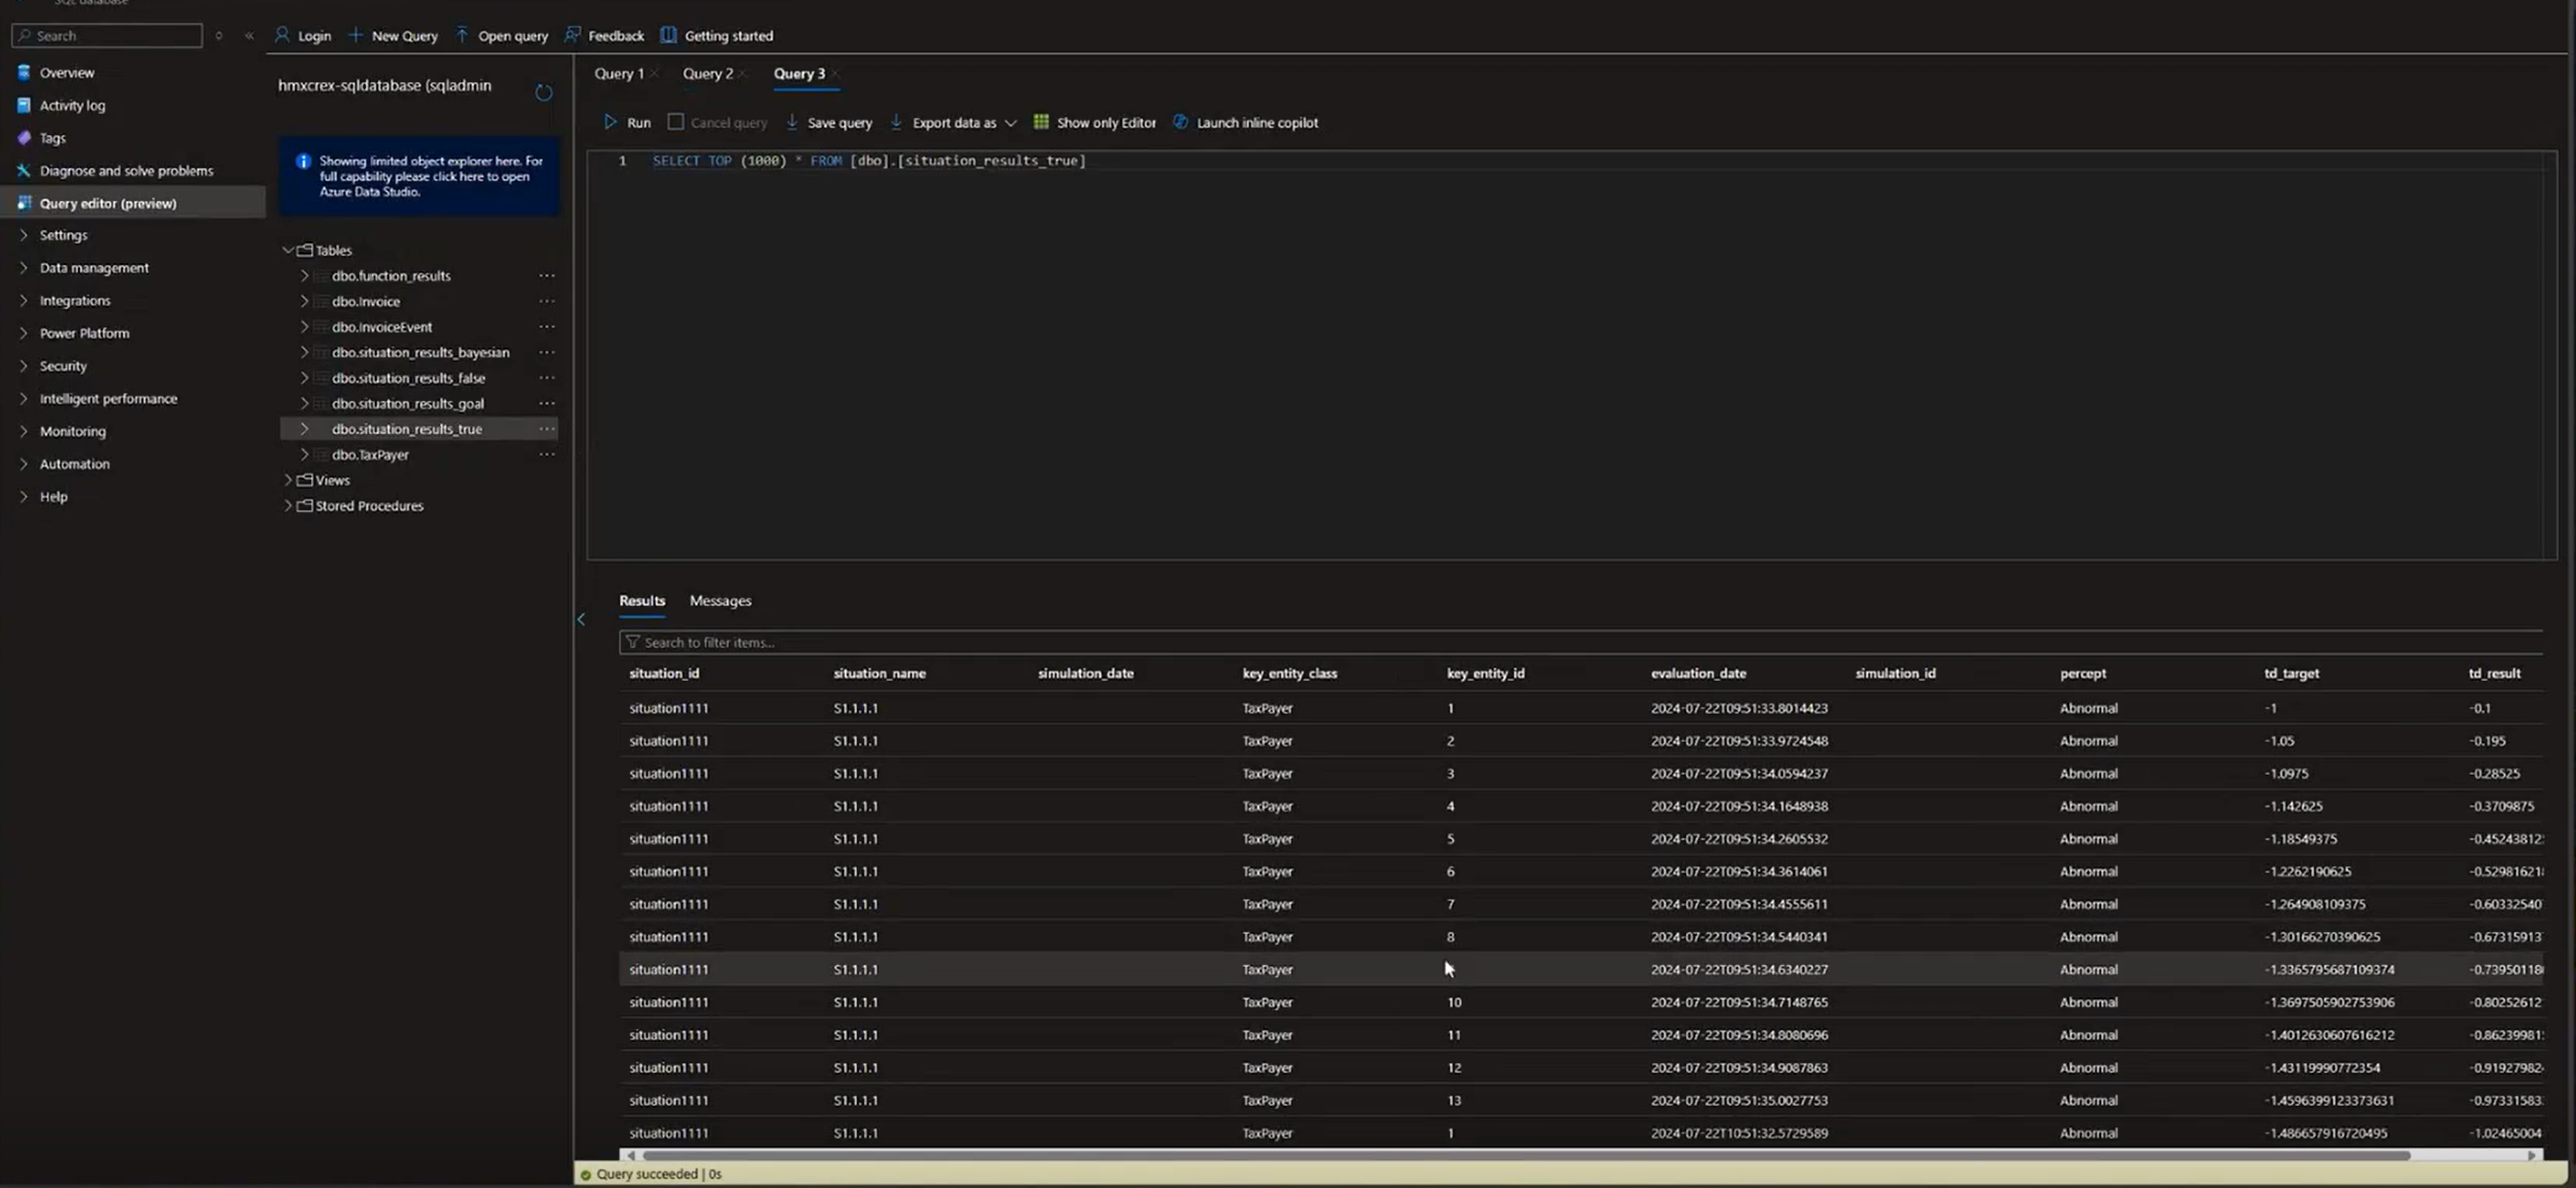 SQL database
Search
Login
New Query
Open query
Feedback
Getting started
Overview
Activity log
Tags
Diagnose and solve problems
Query editor (preview)
Settings
Data management
Integrations
Power Platform
Security
Intelligent performance
Monitoring
Automation
Help
hmxcrex-sqldatabase (sqladmin
Showing limited object explorer here. For
full capability please click here to open
Azure Data Studio.
Tables
dbo.function_results
dbo.Invoice
dbo.InvoiceEvent
dbo.situation_results_bayesian
dbo.situation_results_false
dbo.situation_results_goal
dbo.situation_results_true
dbo.TaxPayer
Views
Stored Procedures
Query 1
Query 2
Query 3
Run
Cancel query
Save query
Export data as
Show only Editor
Launch inline copilot
1 SELECT TOP (1000) * FROM [dbo].[situation_results_true]
Results Messages
Search to filter items...
situation_id situation_name simulation_date key_entity_class key_entity_id evaluation_date simulation_id percept td_target td_result
situation1111 S1.1.1.1 TaxPayer 1 2024-07-22T09:51:33.8014423 Abnormal -1 -0.1
situation1111 S1.1.1.1 TaxPayer 2 2024-07-22T09:51:33.9724548 Abnormal -1.05 -0.195
situation1111 S1.1.1.1 TaxPayer 3 2024-07-22T09:51:34.0594237 Abnormal -1.0975 -0.28525
situation1111 S1.1.1.1 TaxPayer 4 2024-07-22T09:51:34.1648938 Abnormal -1.142625 -0.3709875
situation1111 S1.1.1.1 TaxPayer 5 2024-07-22T09:51:34.2605532 Abnormal -1.18549375 -0.45243812
situation1111 S1.1.1.1 TaxPayer 6 2024-07-22T09:51:34.3614061 Abnormal -1.2262190625 -0.52981621
situation1111 S1.1.1.1 TaxPayer 7 2024-07-22T09:51:34.4555611 Abnormal -1.264908109375 -0.60332540
situation1111 S1.1.1.1 TaxPayer 8 2024-07-22T09:51:34.5440341 Abnormal -1.30166270390625 -0.67315913
situation1111 S1.1.1.1 TaxPayer 2024-07-22T09:51:34.6340227 Abnormal -1.3365795687109374 -0.73950118
situation1111 S1.1.1.1 TaxPayer 10 2024-07-22T09:51:34.7148765 Abnormal -1.3697505902753906 -0.80252612
situation1111 S1.1.1.1 TaxPayer 11 2024-07-22T09:51:34.8080696 Abnormal -1.4012630607616212 -0.86239981
situation1111 S1.1.1.1 TaxPayer 12 2024-07-22T09:51:34.9087863 Abnormal -1.43119990772354 -0.91927982
situation1111 S1.1.1.1 TaxPayer 13 2024-07-22T09:51:35.0027753 Abnormal -1.4596399123373631 -0.97331583
situation1111 S1.1.1.1 TaxPayer 1 2024-07-22T10:51:32.5729589 Abnormal -1.486657916720495 -1.02465004
Query succeeded | 0s